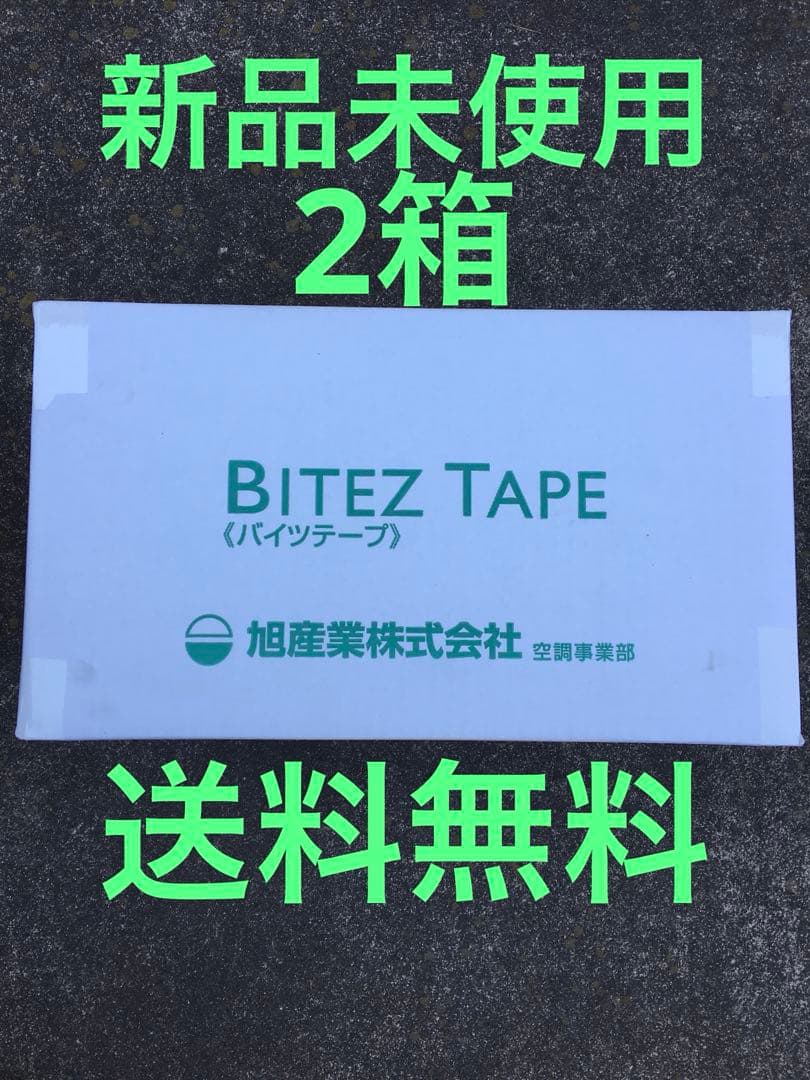 新品未使用
2箱
BITEZ TAPE
《バイツテープ》
旭産業株式会社 空調事業部
送料無料